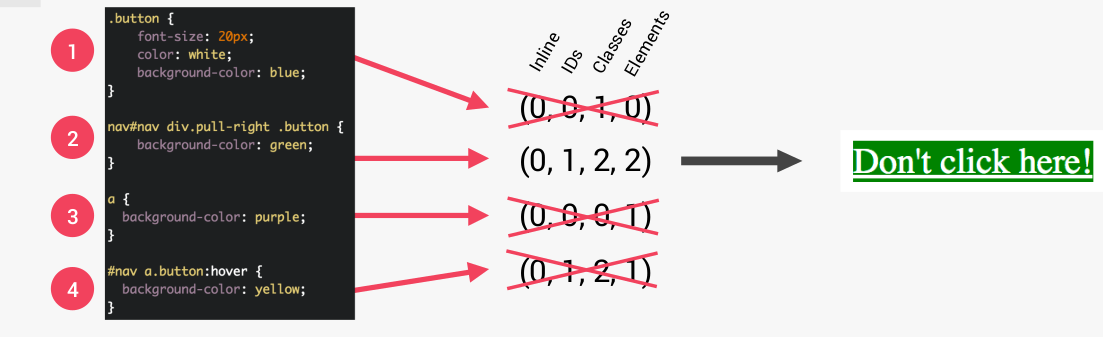 1
.button {
font-size: 20px;
color: white;
background-color: blue;
}
2
nav#nav div.pull-right .button {
background-color: green;
}
3
a {
background-color: purple;
}
4
#nav a.button:hover {
background-color: yellow;
}
Inline
IDs
Classes
Elements
(0, 0, 1, 0)
(0, 1, 2, 2)
(0, 0, 0, 1)
(0, 1, 2, 1)
Don't click here!